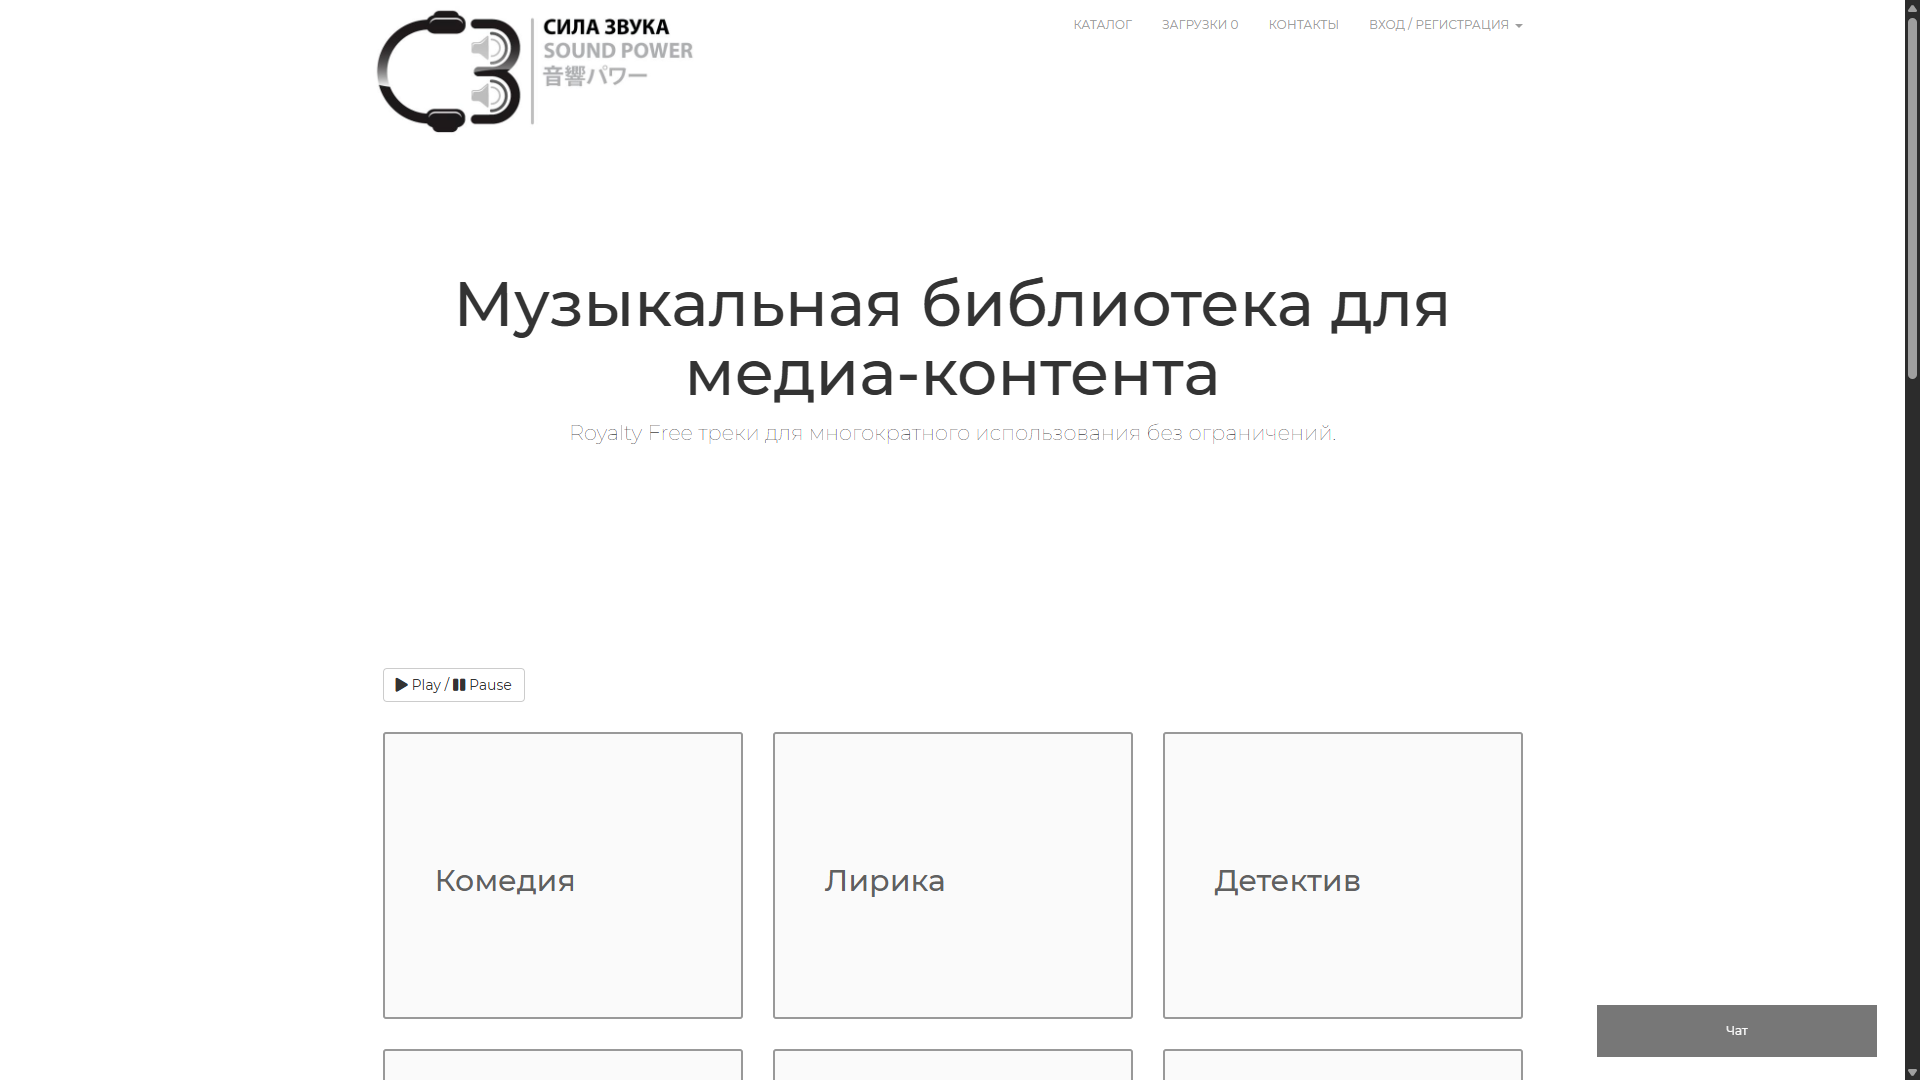 СИЛА ЗВУКА
SOUND POWER
音響パワー
КАТАЛОГ
ЗАГРУЗКИ 0
КОНТАКТЫ
ВХОД / РЕГИСТРАЦИЯ
Музыкальная библиотека для
медиа-контента
Royalty Free треки для многократного использования без ограничений.
Play / Pause
Комедия
Лирика
Детектив
Чат